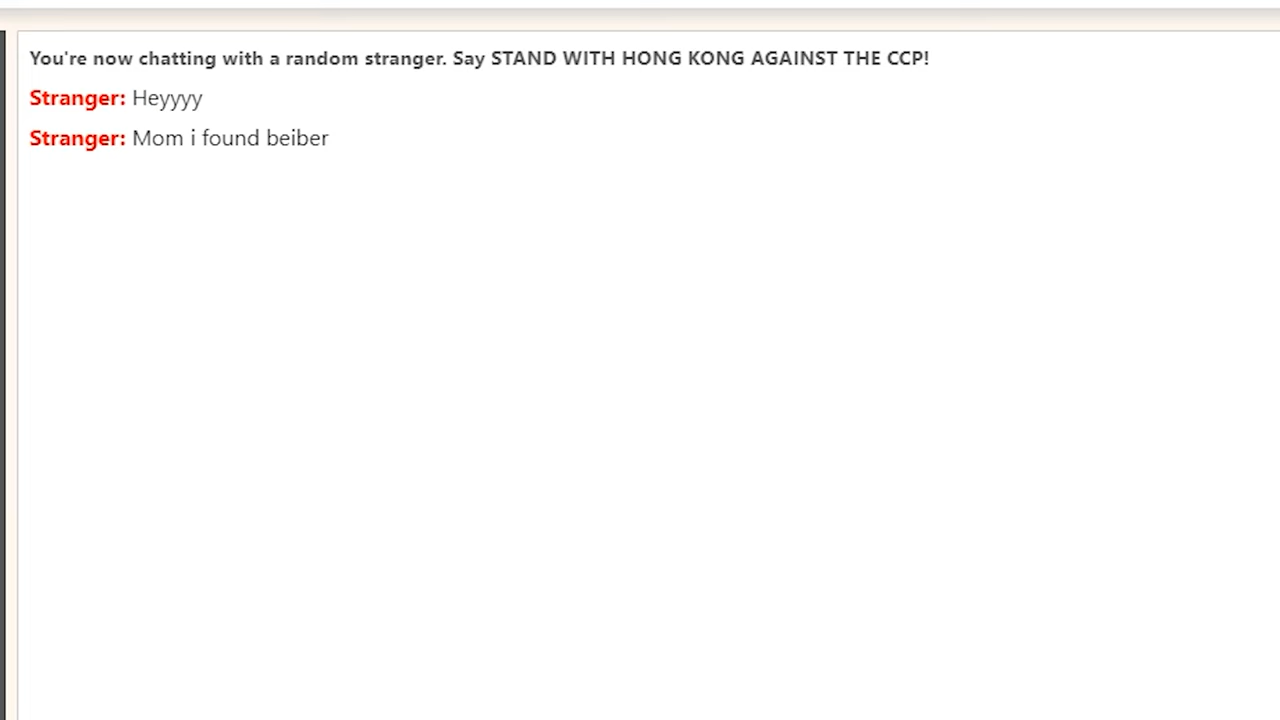 You're now chatting with a random stranger. Say STAND WITH HONG KONG AGAINST THE CCP!
Stranger: Heyyyy
Stranger: Mom i found beiber